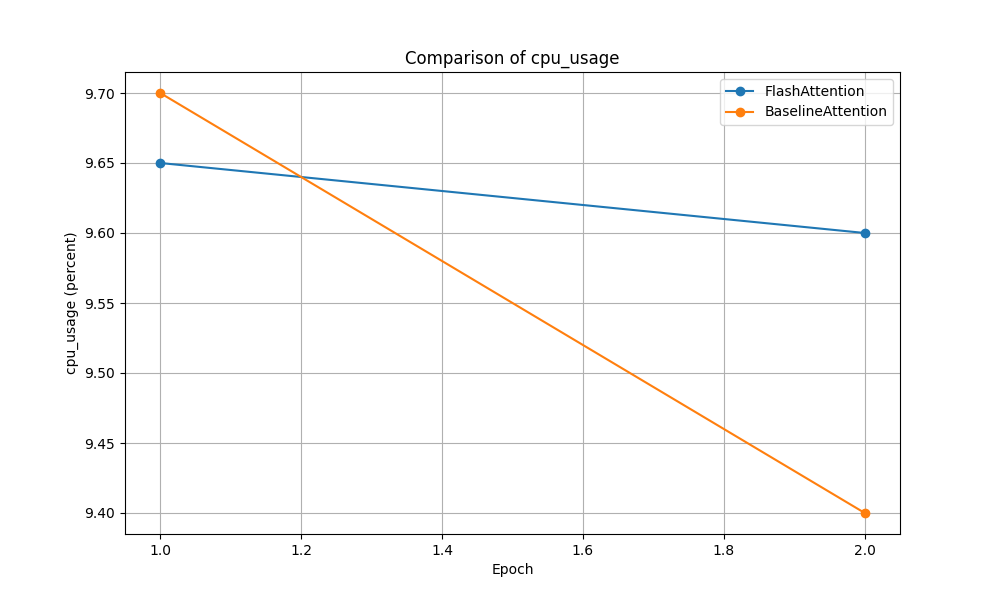 Comparison of cpu_usage
FlashAttention
BaselineAttention
cpu_usage (percent)
9.70
9.65
9.60
9.55
9.50
9.45
9.40
1.0 1.2 1.4 1.6 1.8 2.0
Epoch